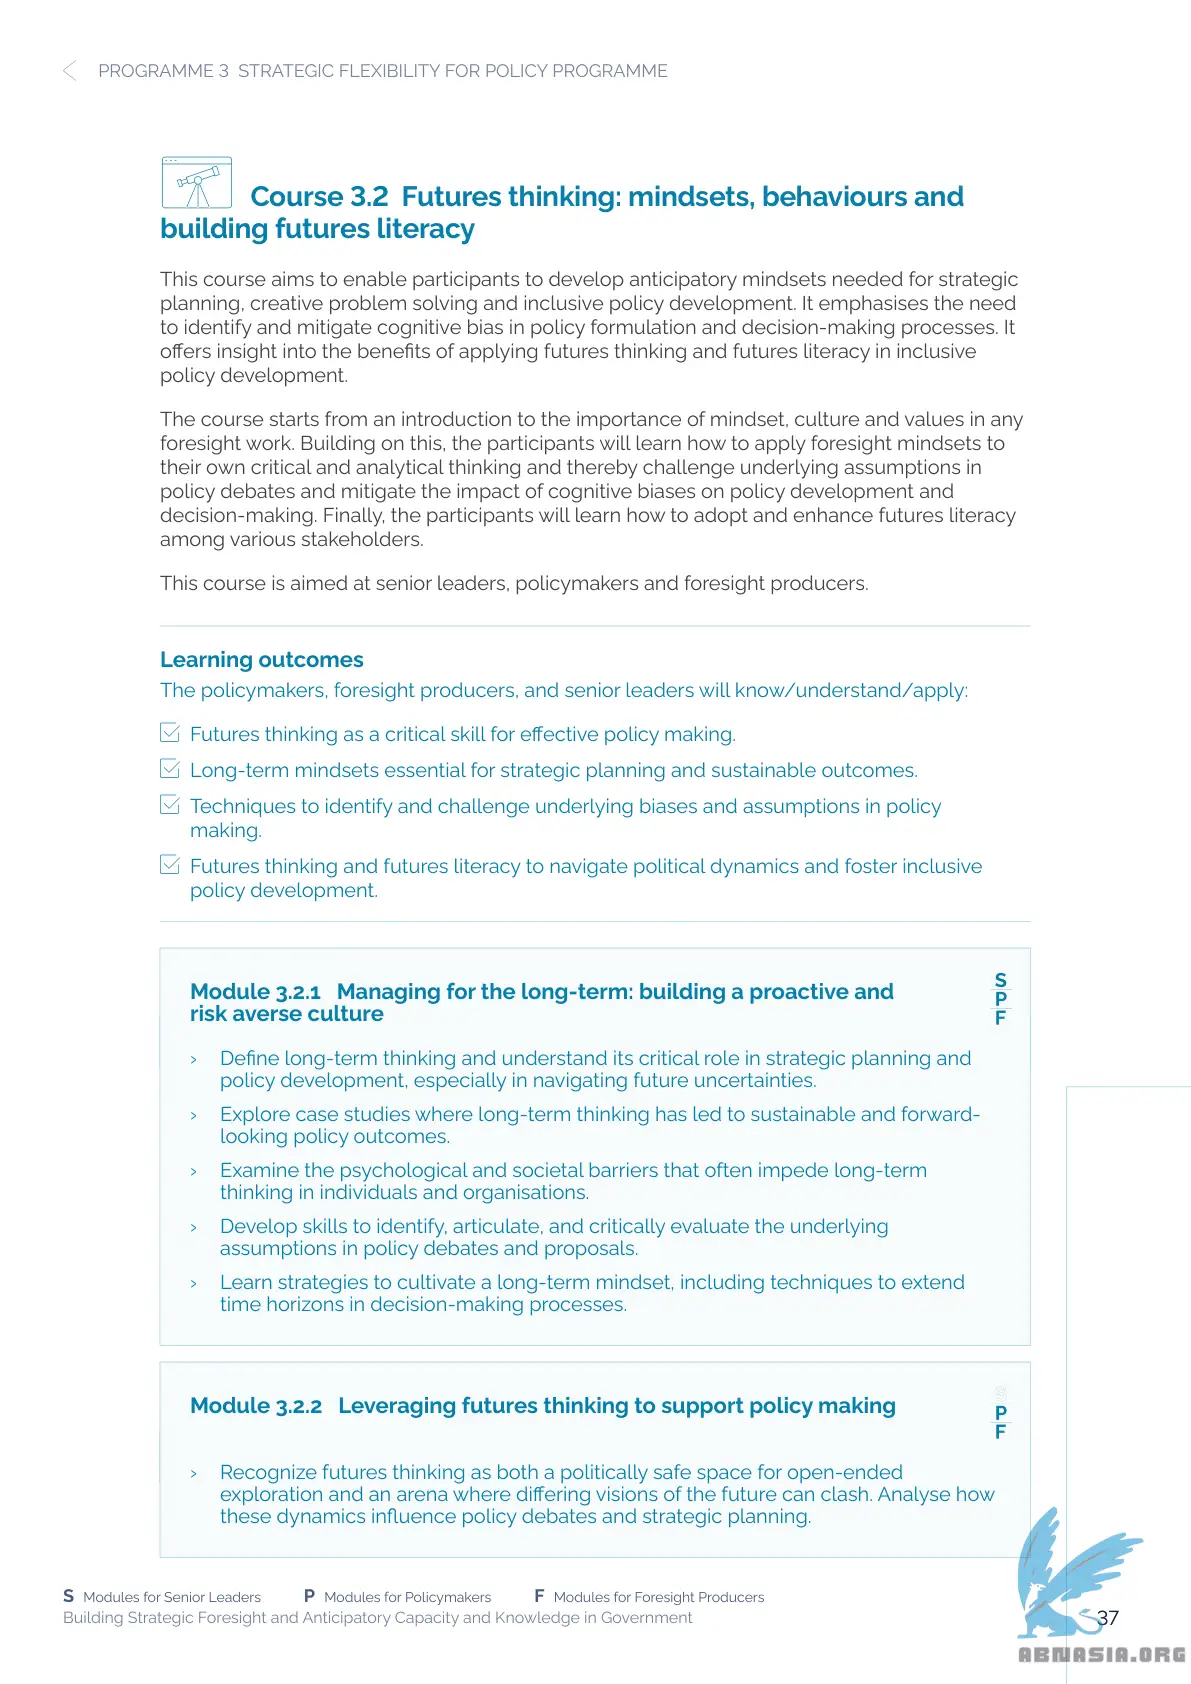 PROGRAMME 3 STRATEGIC FLEXIBILITY FOR POLICY PROGRAMME
Course 3.2 Futures thinking: mindsets, behaviours and
building futures literacy
This course aims to enable participants to develop anticipatory mindsets needed for strategic
planning, creative problem solving and inclusive policy development. It emphasises the need
to identify and mitigate cognitive bias in policy formulation and decision-making processes. It
offers insight into the benefits of applying futures thinking and futures literacy in inclusive
policy development.
The course starts from an introduction to the importance of mindset, culture and values in any
foresight work. Building on this, the participants will learn how to apply foresight mindsets to
their own critical and analytical thinking and thereby challenge underlying assumptions in
policy debates and mitigate the impact of cognitive biases on policy development and
decision-making. Finally, the participants will learn how to adopt and enhance futures literacy
among various stakeholders.
This course is aimed at senior leaders, policymakers and foresight producers.
Learning outcomes
The policymakers, foresight producers, and senior leaders will know/understand/apply:
Futures thinking as a critical skill for effective policy making.
Long-term mindsets essential for strategic planning and sustainable outcomes.
Techniques to identify and challenge underlying biases and assumptions in policy
making.
Futures thinking and futures literacy to navigate political dynamics and foster inclusive
policy development.
Module 3.2.1 Managing for the long-term: building a proactive and
risk averse culture
S
P
F
› Define long-term thinking and understand its critical role in strategic planning and
policy development, especially in navigating future uncertainties.
› Explore case studies where long-term thinking has led to sustainable and forward-
looking policy outcomes.
› Examine the psychological and societal barriers that often impede long-term
thinking in individuals and organisations.
› Develop skills to identify, articulate, and critically evaluate the underlying
assumptions in policy debates and proposals.
› Learn strategies to cultivate a long-term mindset, including techniques to extend
time horizons in decision-making processes.
Module 3.2.2 Leveraging futures thinking to support policy making
S
P
F
› Recognize futures thinking as both a politically safe space for open-ended
exploration and an arena where differing visions of the future can clash. Analyse how
these dynamics influence policy debates and strategic planning.
S Modules for Senior Leaders P Modules for Policymakers F Modules for Foresight Producers
Building Strategic Foresight and Anticipatory Capacity and Knowledge in Government
37
ABNASIA.ORG